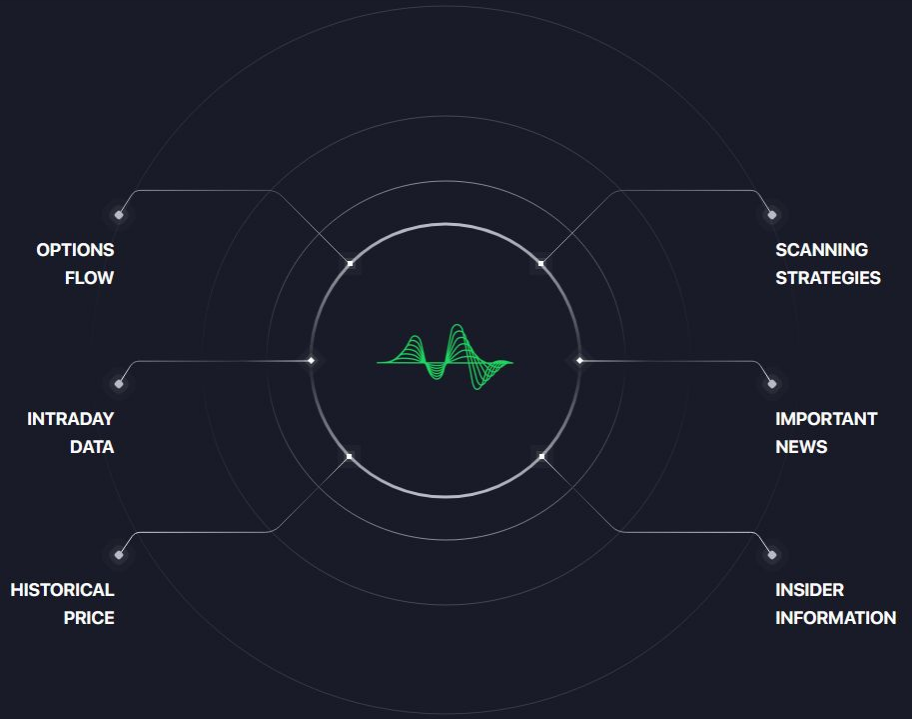 OPTIONS
FLOW
SCANNING
STRATEGIES
INTRADAY
DATA
IMPORTANT
NEWS
HISTORICAL
PRICE
INSIDER
INFORMATION